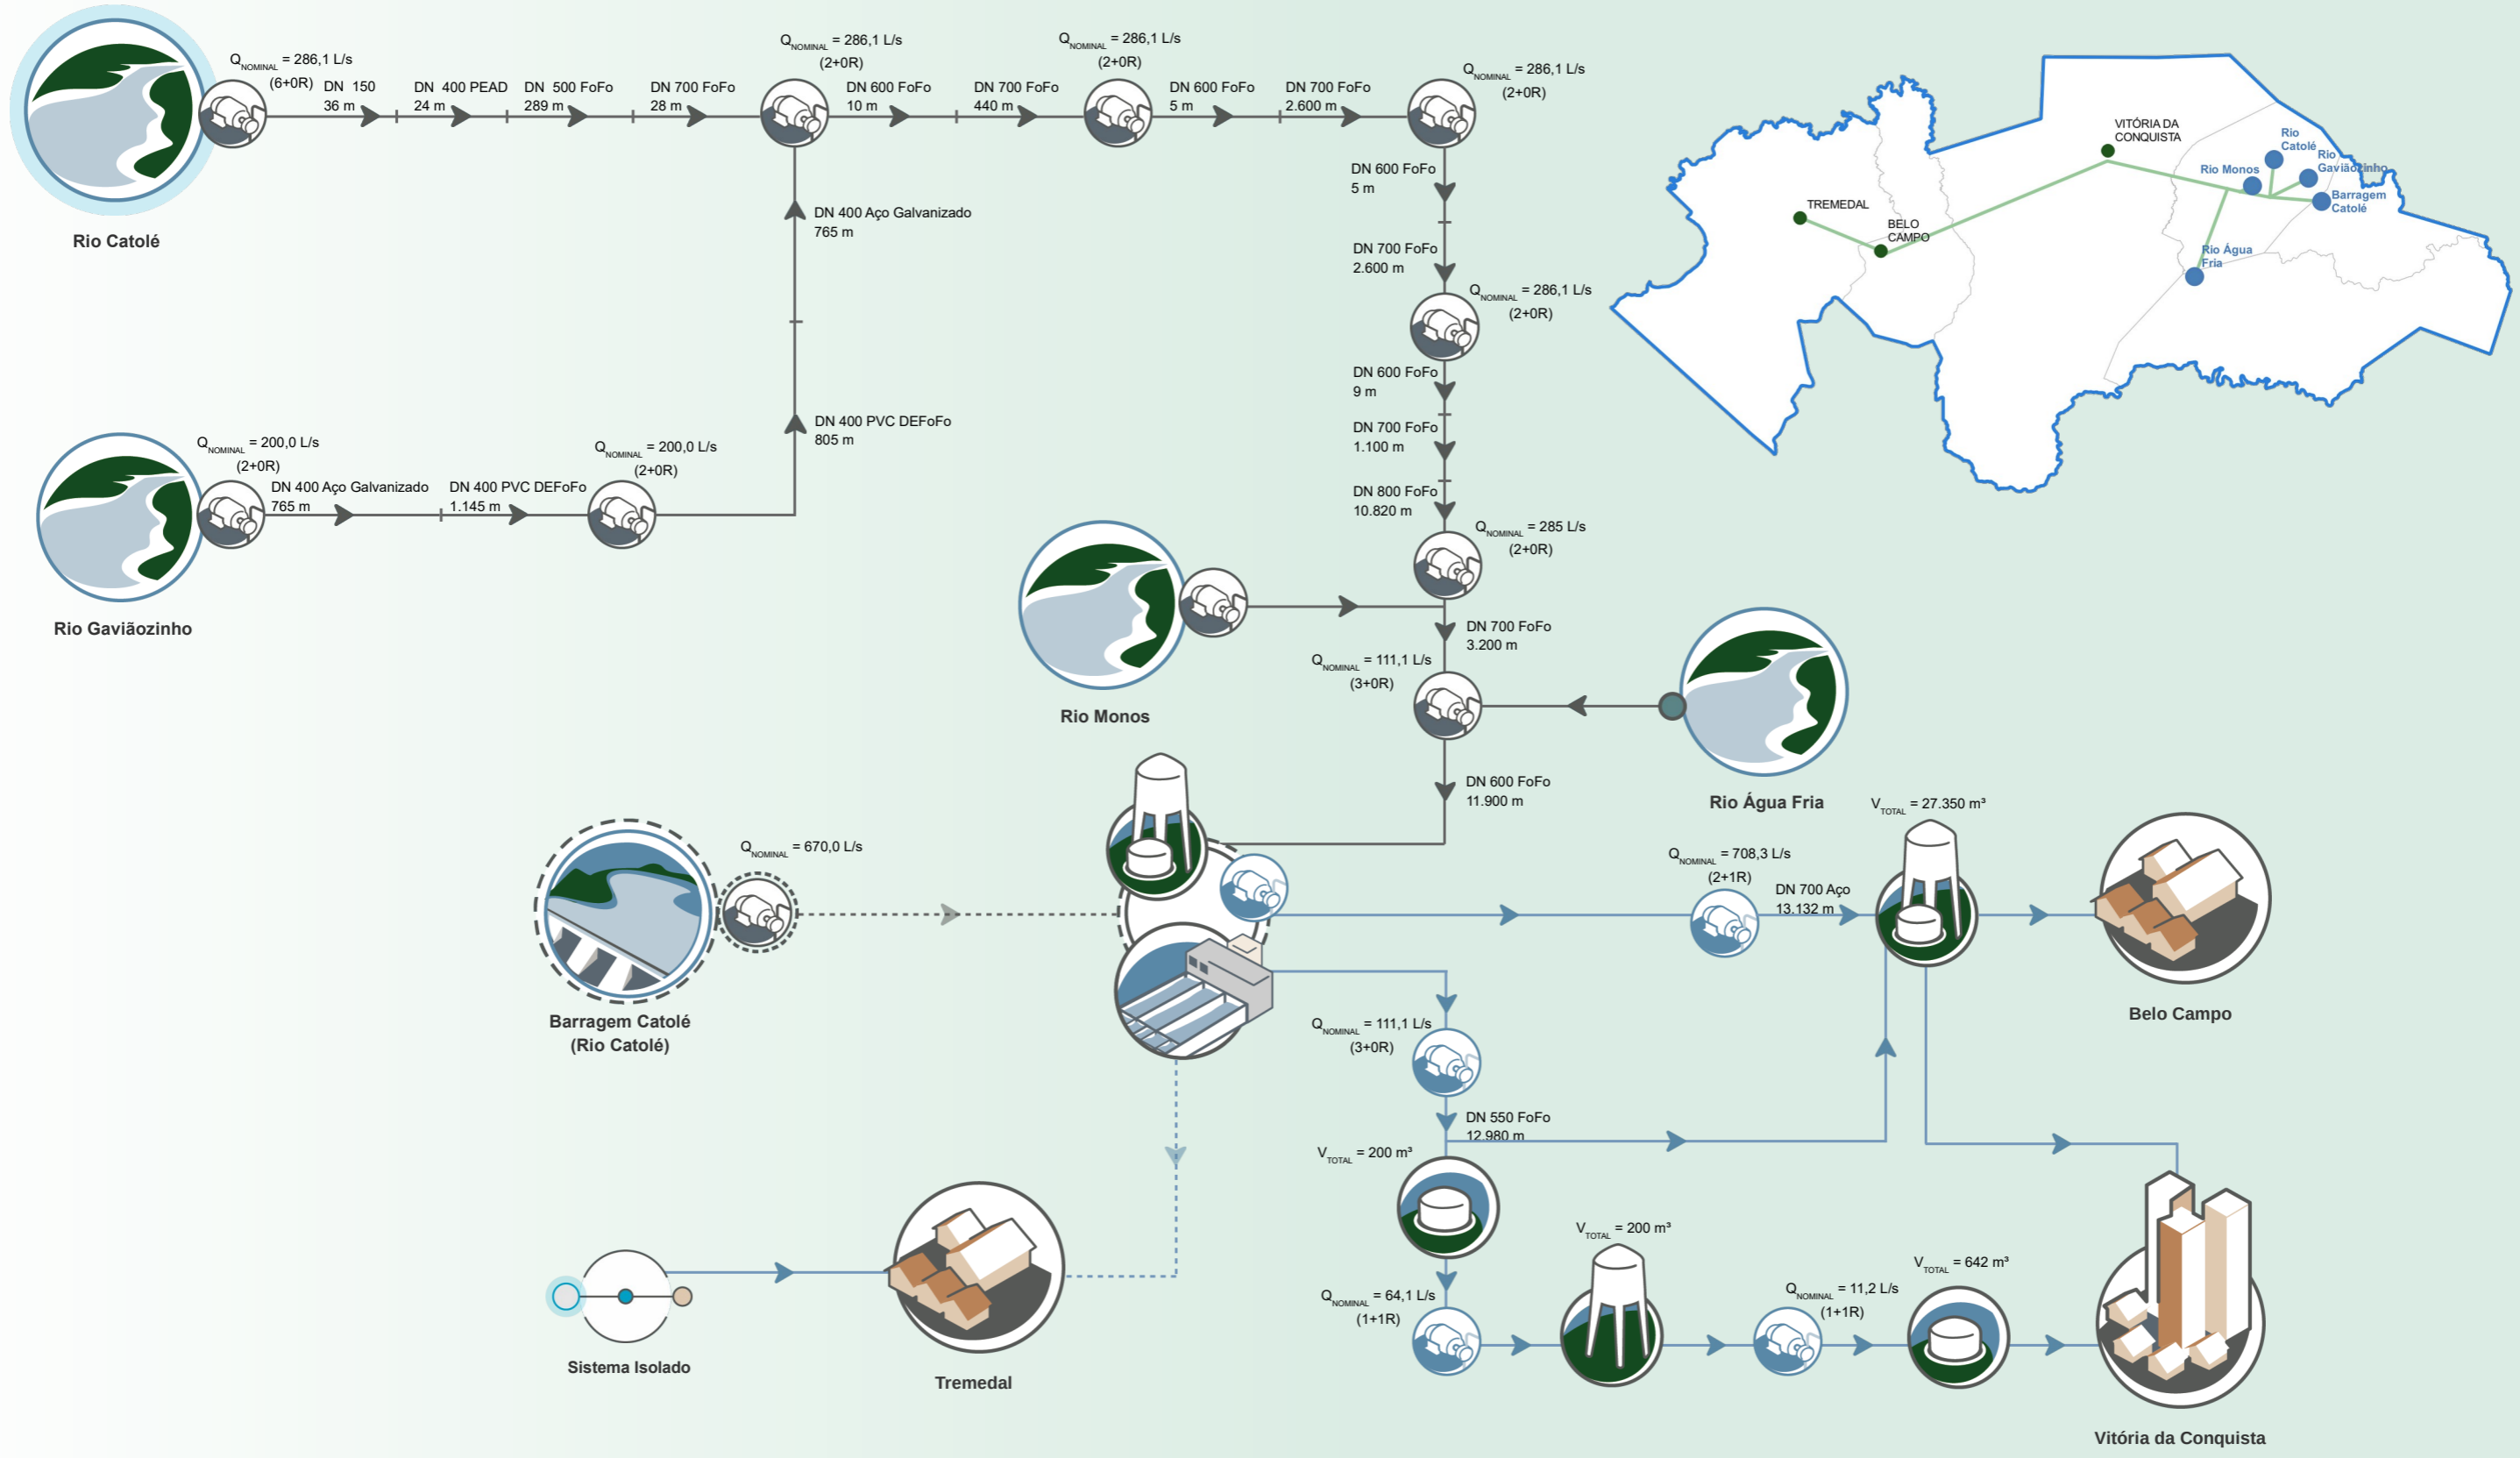 Q NOMINAL = 286,1 L/s
(6+0R)
DN 150
36 m
DN 400 PEAD
24 m
DN 500 FoFo
289 m
DN 700 FoFo
28 m
Q NOMINAL = 286,1 L/s
(2+0R)
DN 600 FoFo
10 m
DN 700 FoFo
440 m
Q NOMINAL = 286,1 L/s
(2+0R)
DN 600 FoFo
5 m
DN 700 FoFo
2.600 m
Q NOMINAL = 286,1 L/s
(2+0R)
Rio Catolé
DN 400 Aço Galvanizado
765 m
DN 400 PVC DEFoFo
805 m
Q NOMINAL = 200,0 L/s
(2+0R)
DN 400 Aço Galvanizado
765 m
DN 400 PVC DEFoFo
1.145 m
Q NOMINAL = 200,0 L/s
(2+0R)
Rio Gaviãozinho
DN 600 FoFo
5 m
DN 700 FoFo
2.600 m
Q NOMINAL = 286,1 L/s
(2+0R)
DN 600 FoFo
9 m
DN 700 FoFo
1.100 m
DN 800 FoFo
10.820 m
Q NOMINAL = 285 L/s
(2+0R)
VITÓRIA DA
CONQUISTA
Rio
Catolé
Rio
Gaviãozinho
Rio Monos
Barragem
Catolé
TREMEDAL
BELO
CAMPO
Rio Água
Fria
Rio Monos
DN 700 FoFo
3.200 m
Q NOMINAL = 111,1 L/s
(3+0R)
Rio Água Fria
DN 600 FoFo
11.900 m
Q NOMINAL = 670,0 L/s
Barragem Catolé
(Rio Catolé)
Q NOMINAL = 708,3 L/s
(2+1R)
DN 700 Aço
13.132 m
V TOTAL = 27.350 m³
Belo Campo
Q NOMINAL = 111,1 L/s
(3+0R)
DN 550 FoFo
12.980 m
V TOTAL = 200 m³
V TOTAL = 200 m³
Q NOMINAL = 64,1 L/s
(1+1R)
Q NOMINAL = 11,2 L/s
(1+1R)
V TOTAL = 642 m³
Sistema Isolado
Tremedal
Vitória da Conquista